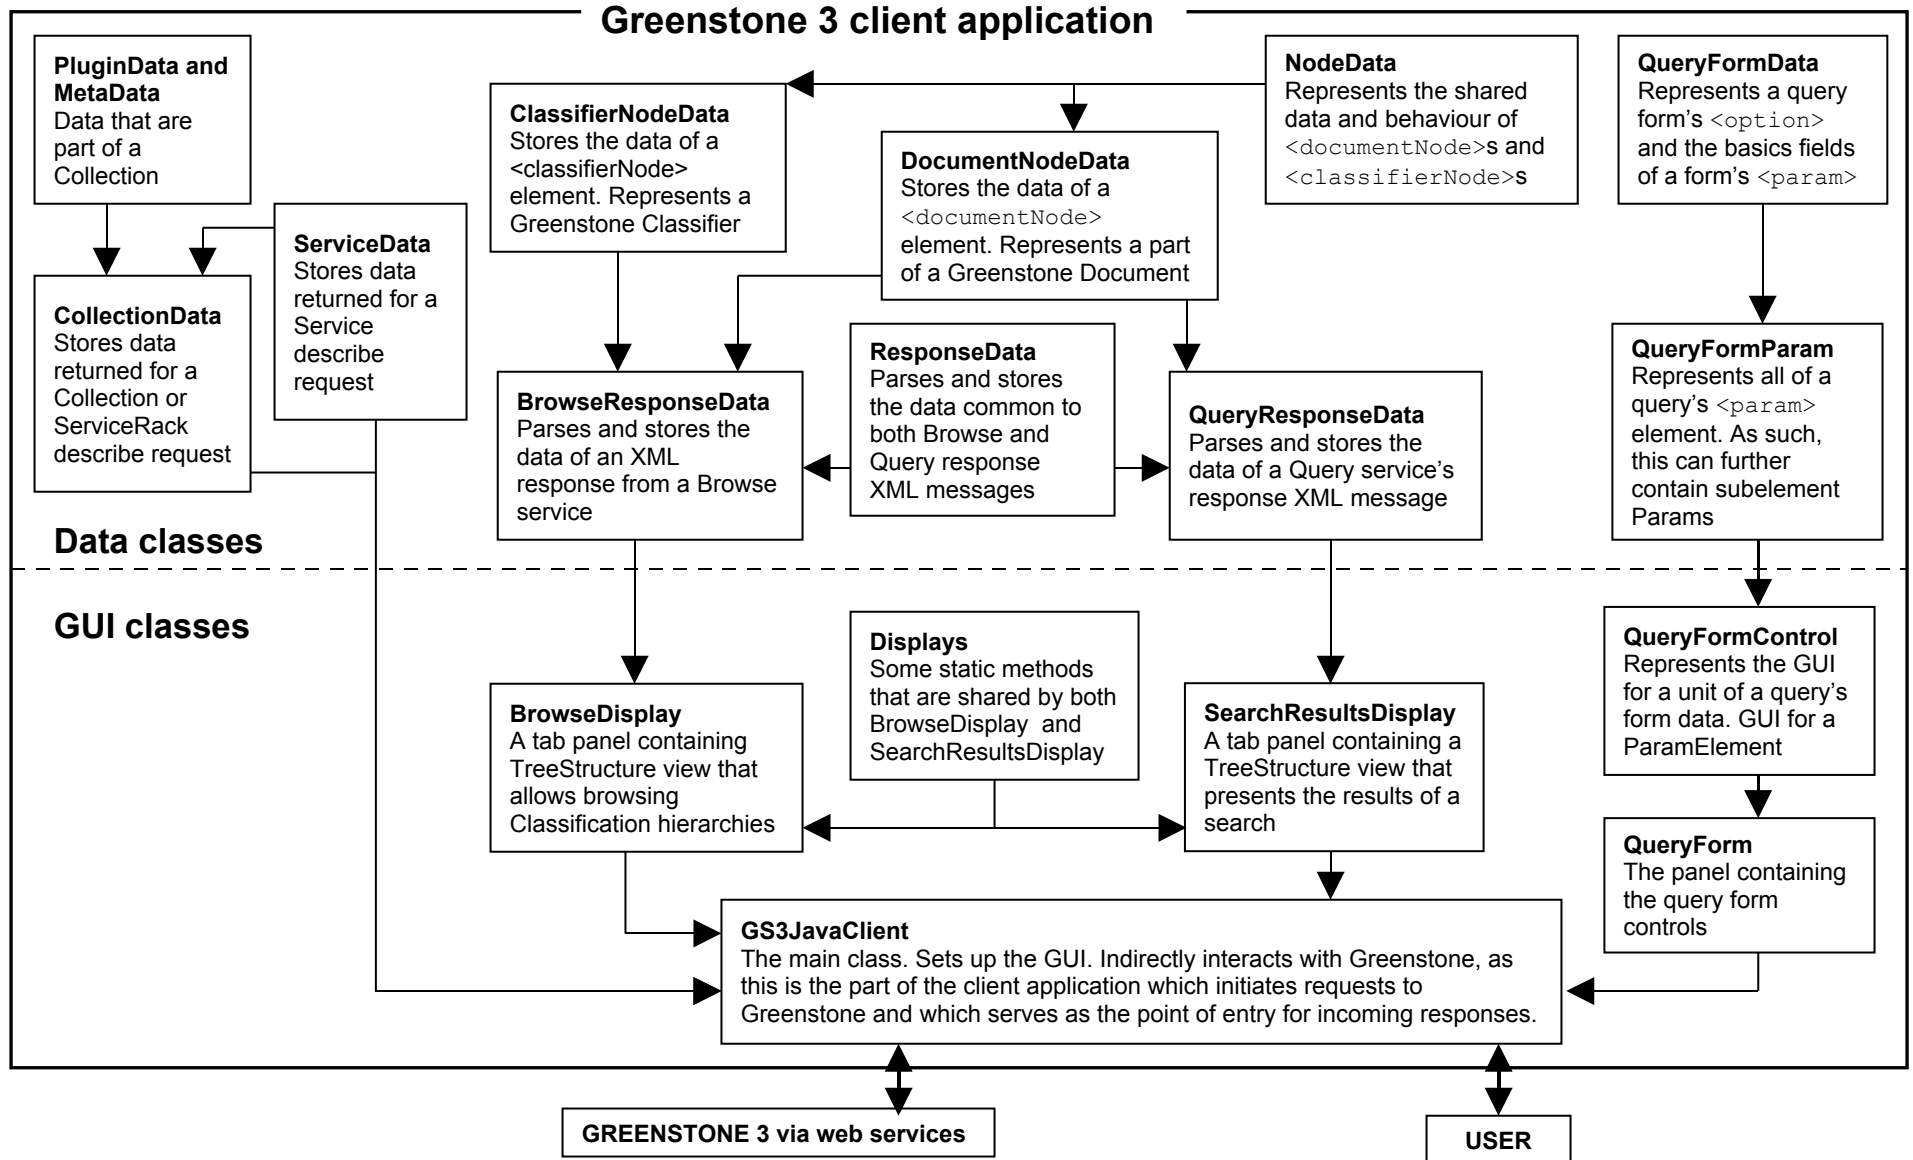 Greenstone 3 client application
PluginData and
MetaData
Data that are
part of a
Collection
ServiceData
Stores data
returned for a
Service
describe
request
CollectionData
Stores data
returned for a
Collection or
ServiceRack
describe request
ClassifierNodeData
Stores the data of a
<classifierNode>
element. Represents a
Greenstone Classifier
DocumentNodeData
Stores the data of a
<documentNode>
element. Represents a part
of a Greenstone Document
NodeData
Represents the shared
data and behaviour of
<documentNode>s and
<classifierNode>s
QueryFormData
Represents a query
form's <option>
and the basics fields
of a form's <param>
BrowseResponseData
Parses and stores the
data of an XML
response from a Browse
service
ResponseData
Parses and stores
the data common to
both Browse and
Query response
XML messages
QueryResponseData
Parses and stores the
data of a Query service's
response XML message
QueryFormParam
Represents all of a
query's <param>
element. As such,
this can further
contain subelement
Params
Data classes
GUI classes
BrowseDisplay
A tab panel containing
TreeStructure view that
allows browsing
Classification hierarchies
Displays
Some static methods
that are shared by both
BrowseDisplay and
SearchResultsDisplay
SearchResultsDisplay
A tab panel containing a
TreeStructure view that
presents the results of a
search
QueryFormControl
Represents the GUI
for a unit of a query's
form data. GUI for a
ParamElement
QueryForm
The panel containing
the query form
controls
GS3JavaClient
The main class. Sets up the GUI. Indirectly interacts with Greenstone, as
this is the part of the client application which initiates requests to
Greenstone and which serves as the point of entry for incoming responses.
GREENSTONE 3 via web services
USER